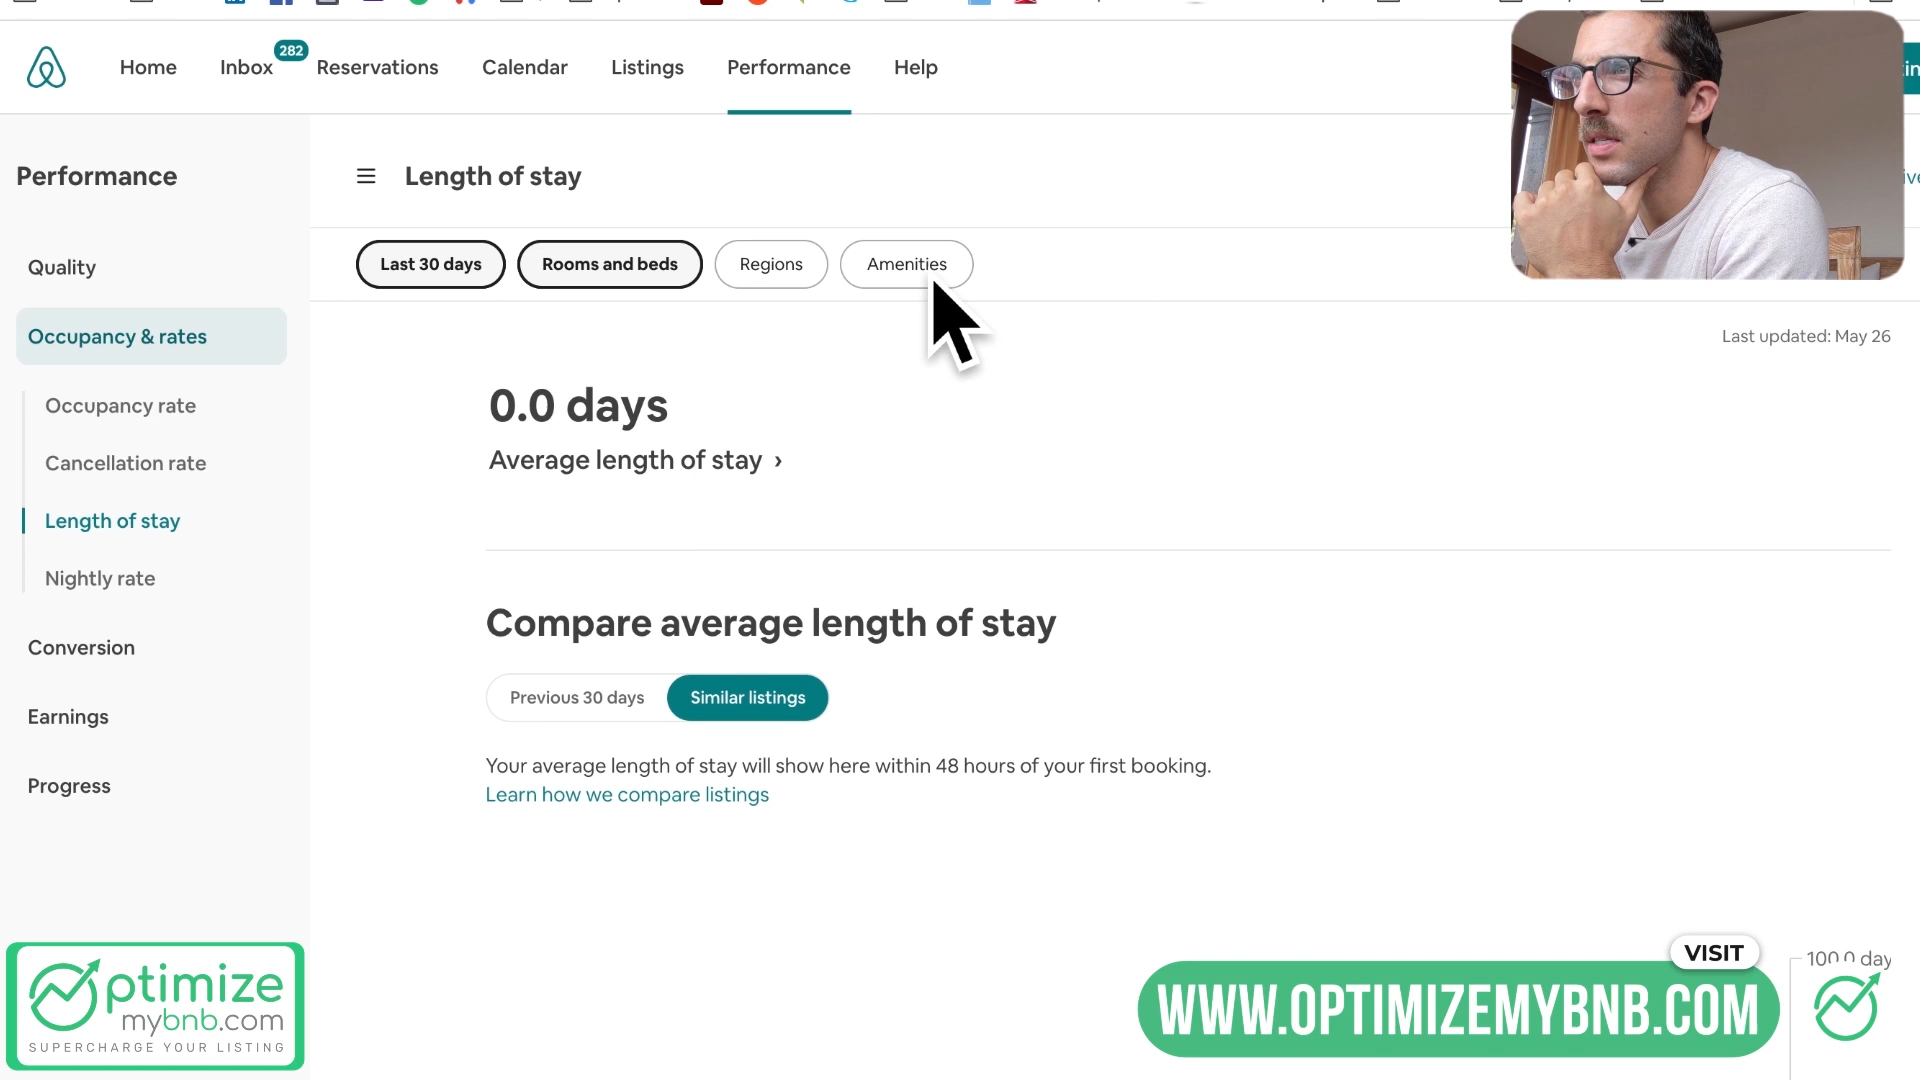 Home
Inbox
282
Reservations
Calendar
Listings
Performance
Help
Performance
Length of stay
Quality
Last 30 days
Rooms and beds
Regions
Amenities
Occupancy & rates
Last updated: May 26
Occupancy rate
0.0 days
Cancellation rate
Average length of stay ›
Length of stay
Nightly rate
Compare average length of stay
Conversion
Previous 30 days
Similar listings
Earnings
Your average length of stay will show here within 48 hours of your first booking.
Progress
Learn how we compare listings
Optimize
mybnb.com
SUPERCHARGE YOUR LISTING
VISIT
WWW.OPTIMIZEMYBNB.COM
100.0 day